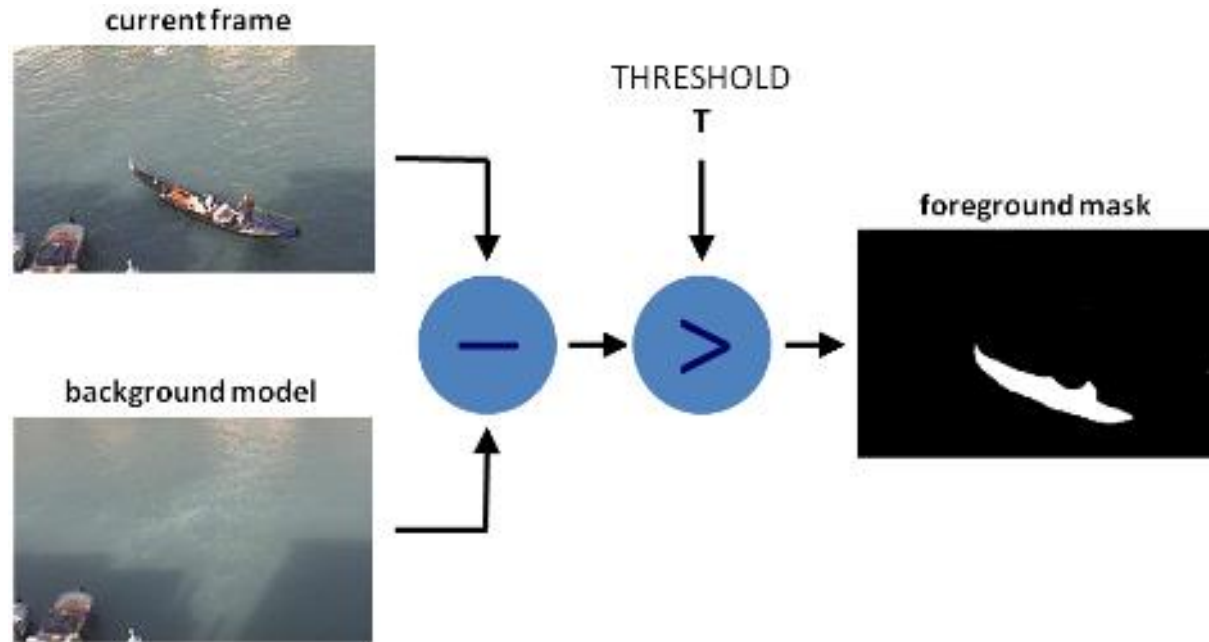 current frame
THRESHOLD
T
foreground mask
− >
background model